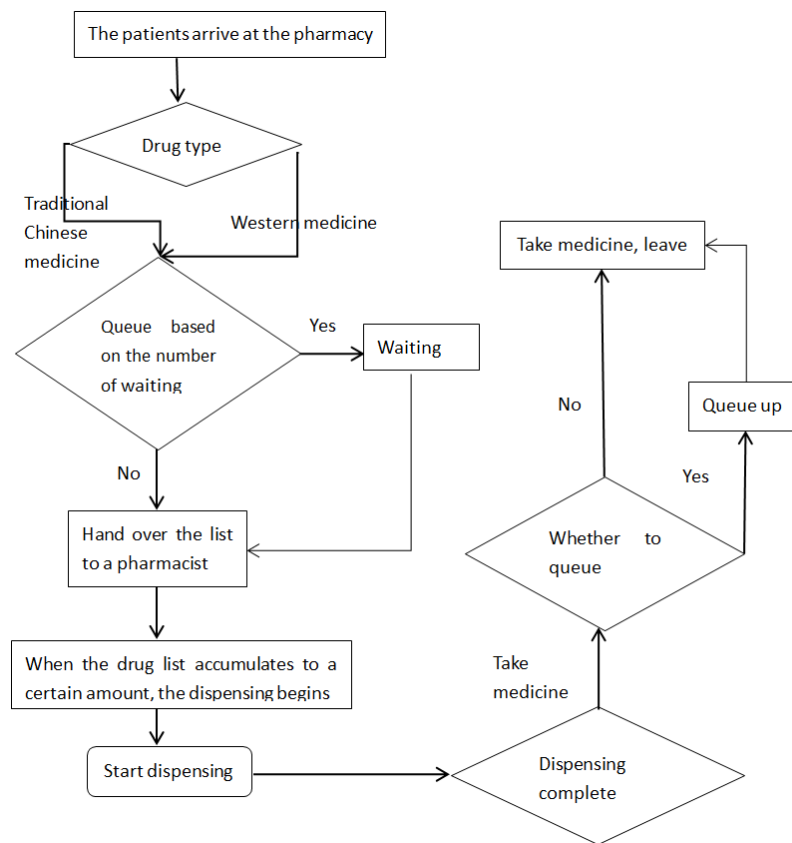 The patients arrive at the pharmacy
Drug type
Traditional
Chinese
medicine
Western medicine
Queue based
on the number
of waiting
Yes
Waiting
No
Hand over the list
to a pharmacist
When the drug list accumulates to a
certain amount, the dispensing begins
Start dispensing
Dispensing
complete
Take
medicine
Whether to
queue
No
Yes
Queue up
Take medicine, leave